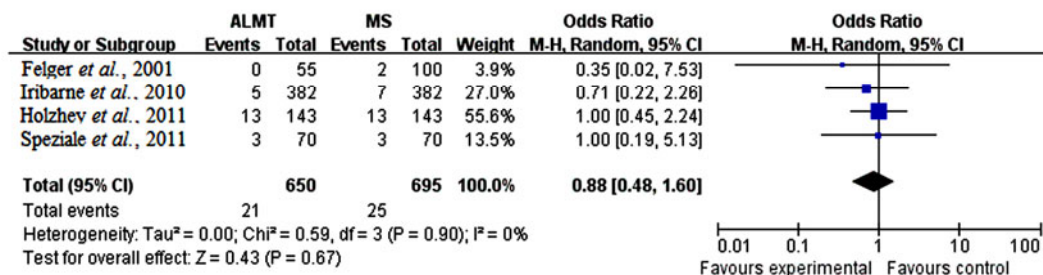 ALMT MS Odds Ratio Odds Ratio
Study or Subgroup Events Total Events Total Weight M-H, Random, 95% CI M-H, Random, 95% CI
Felger et al., 2001 0 55 2 100 3.9% 0.35 [0.02, 7.53]
Iribarne et al., 2010 5 382 7 382 27.0% 0.71 [0.22, 2.26]
Holzhev et al., 2011 13 143 13 143 55.6% 1.00 [0.45, 2.24]
Speziale et al., 2011 3 70 3 70 13.5% 1.00 [0.19, 5.13]
Total (95% CI) 650 695 100.0% 0.88 [0.48, 1.60]
Total events 21 25
Heterogeneity: Tau² = 0.00; Chi² = 0.59, df = 3 (P = 0.90); I² = 0%
Test for overall effect: Z = 0.43 (P = 0.67)
0.01 0.1 1 10 100
Favours experimental Favours control